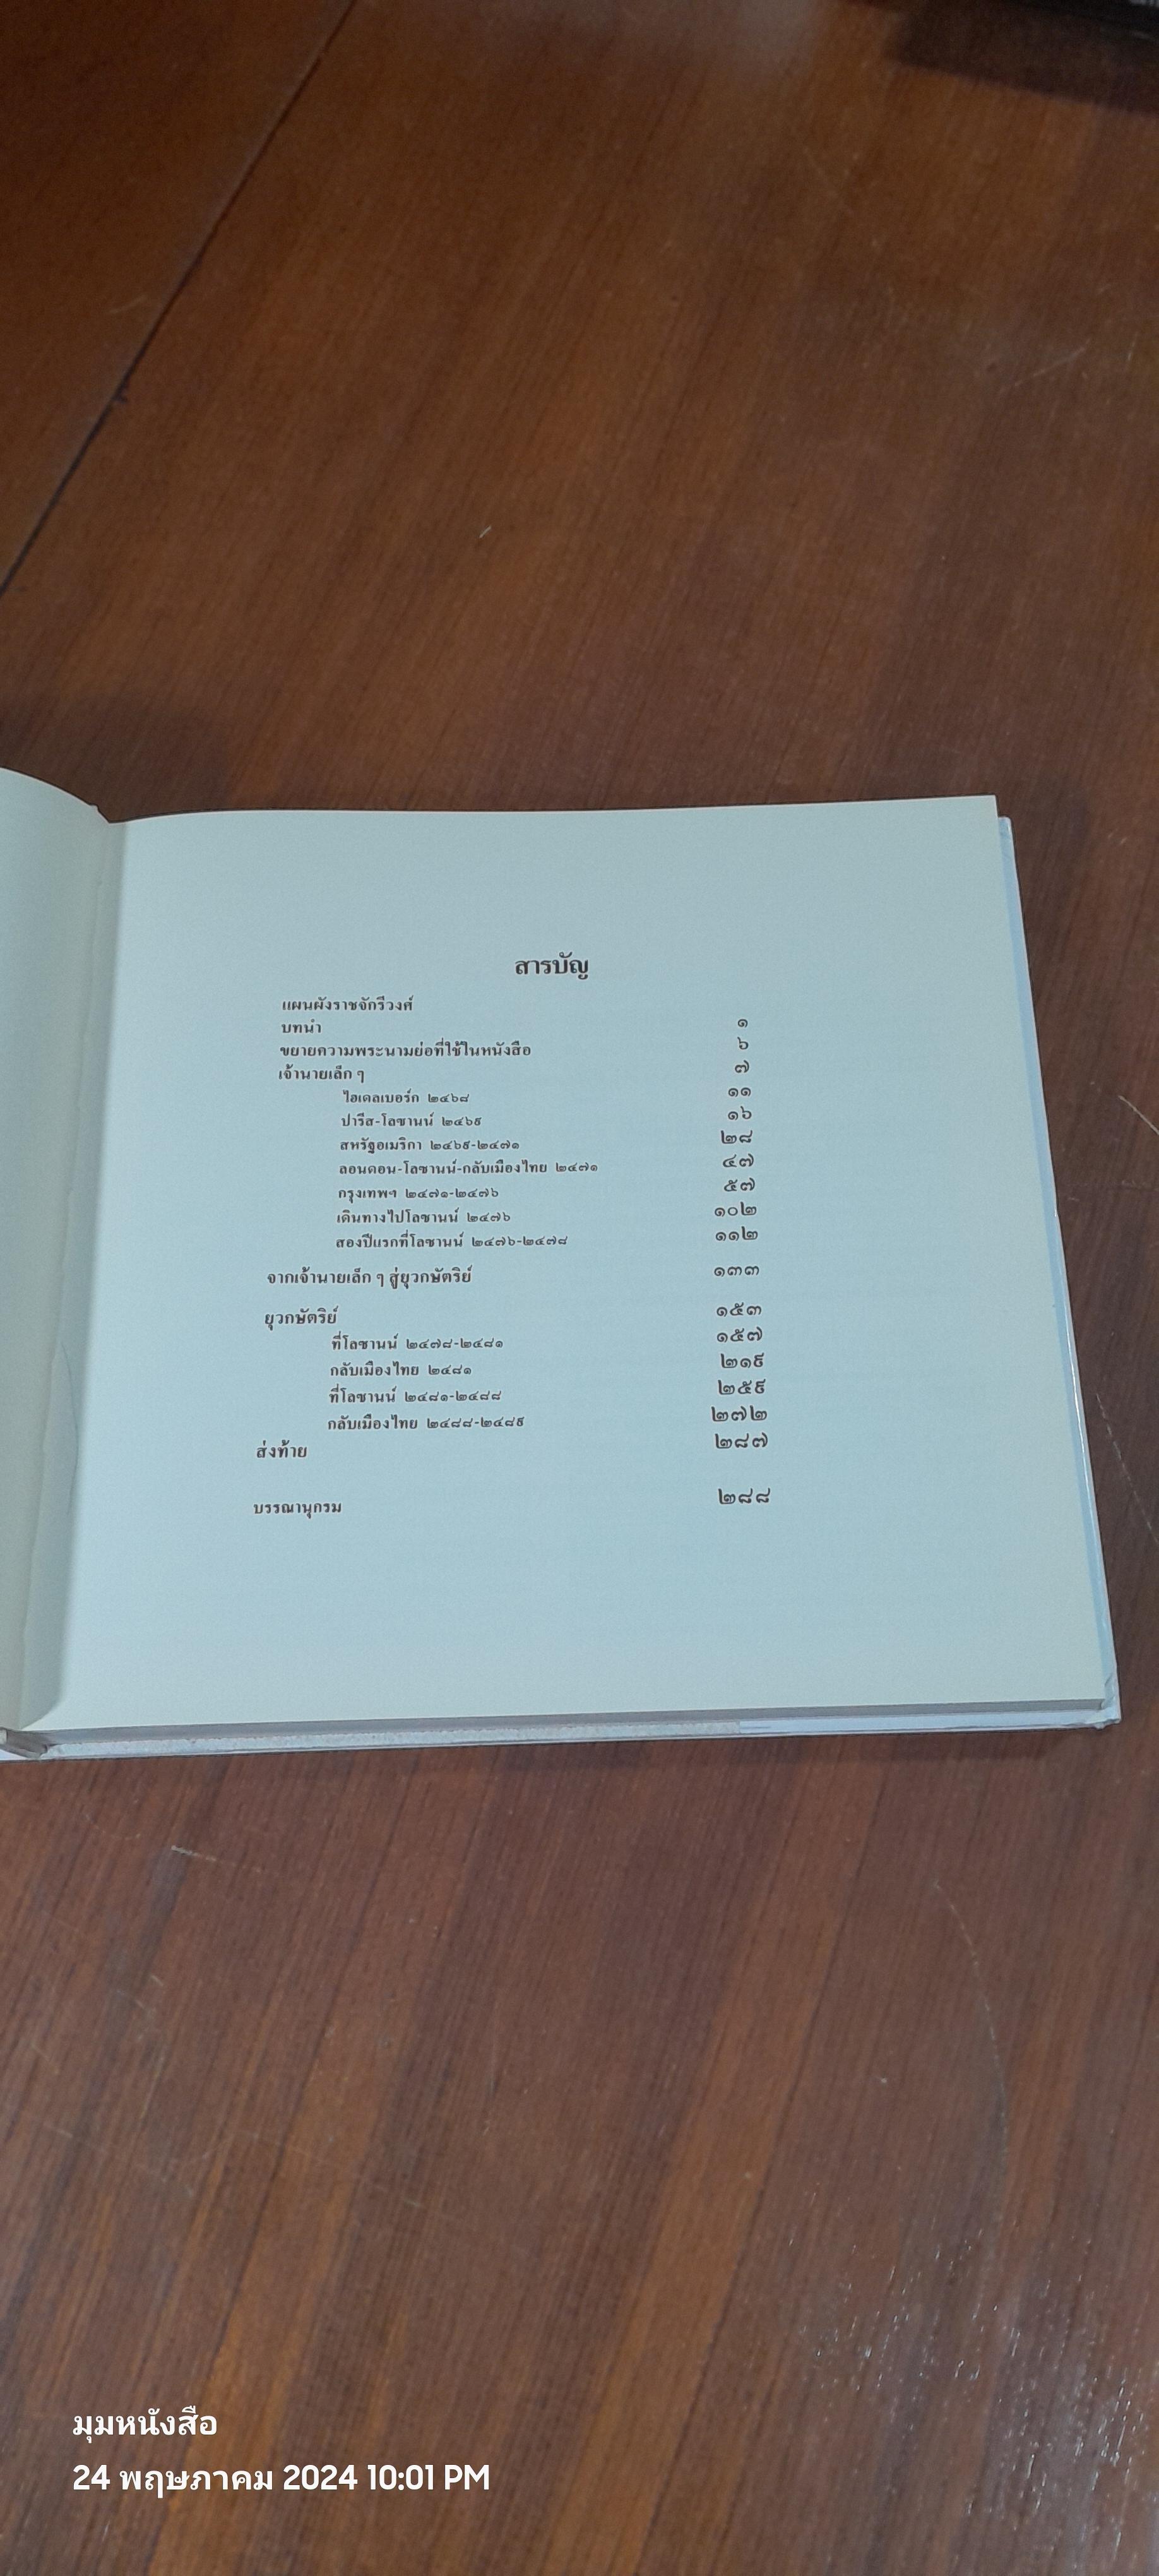 สารบัญ
แผนผังราชจักรีวงศ์
บทนำ ๑
ขยายความพระนามย่อที่ใช้ในหนังสือ ๖
เจ้านายเล็ก ๆ ๗
ไฮเดลเบอร์ก ๒๔๖๘ ๑๑
ปารีส-โลซานน์ ๒๔๖๙ ๑๖
สหรัฐอเมริกา ๒๔๖๙-๒๔๗๑ ๒๘
ลอนดอน-โลซานน์-กลับเมืองไทย ๒๔๗๑ ๔๗
กรุงเทพฯ ๒๔๗๑-๒๔๗๖ ๕๗
เดินทางไปโลซานน์ ๒๔๗๖ ๑๐๒
สองปีแรกที่โลซานน์ ๒๔๗๖-๒๔๗๘ ๑๑๒
จากเจ้านายเล็ก ๆ สู่ยุวกษัตริย์ ๑๓๓
ยุวกษัตริย์ ๑๕๓
ที่โลซานน์ ๒๔๗๘-๒๔๘๑ ๑๕๗
กลับเมืองไทย ๒๔๘๑ ๒๑๙
ที่โลซานน์ ๒๔๘๑-๒๔๘๘ ๒๕๙
กลับเมืองไทย ๒๔๘๘-๒๔๘๙ ๒๗๒
ส่งท้าย ๒๘๗
บรรณานุกรม ๒๘๘
มุมหนังสือ
24 พฤษภาคม 2024 10:01 PM